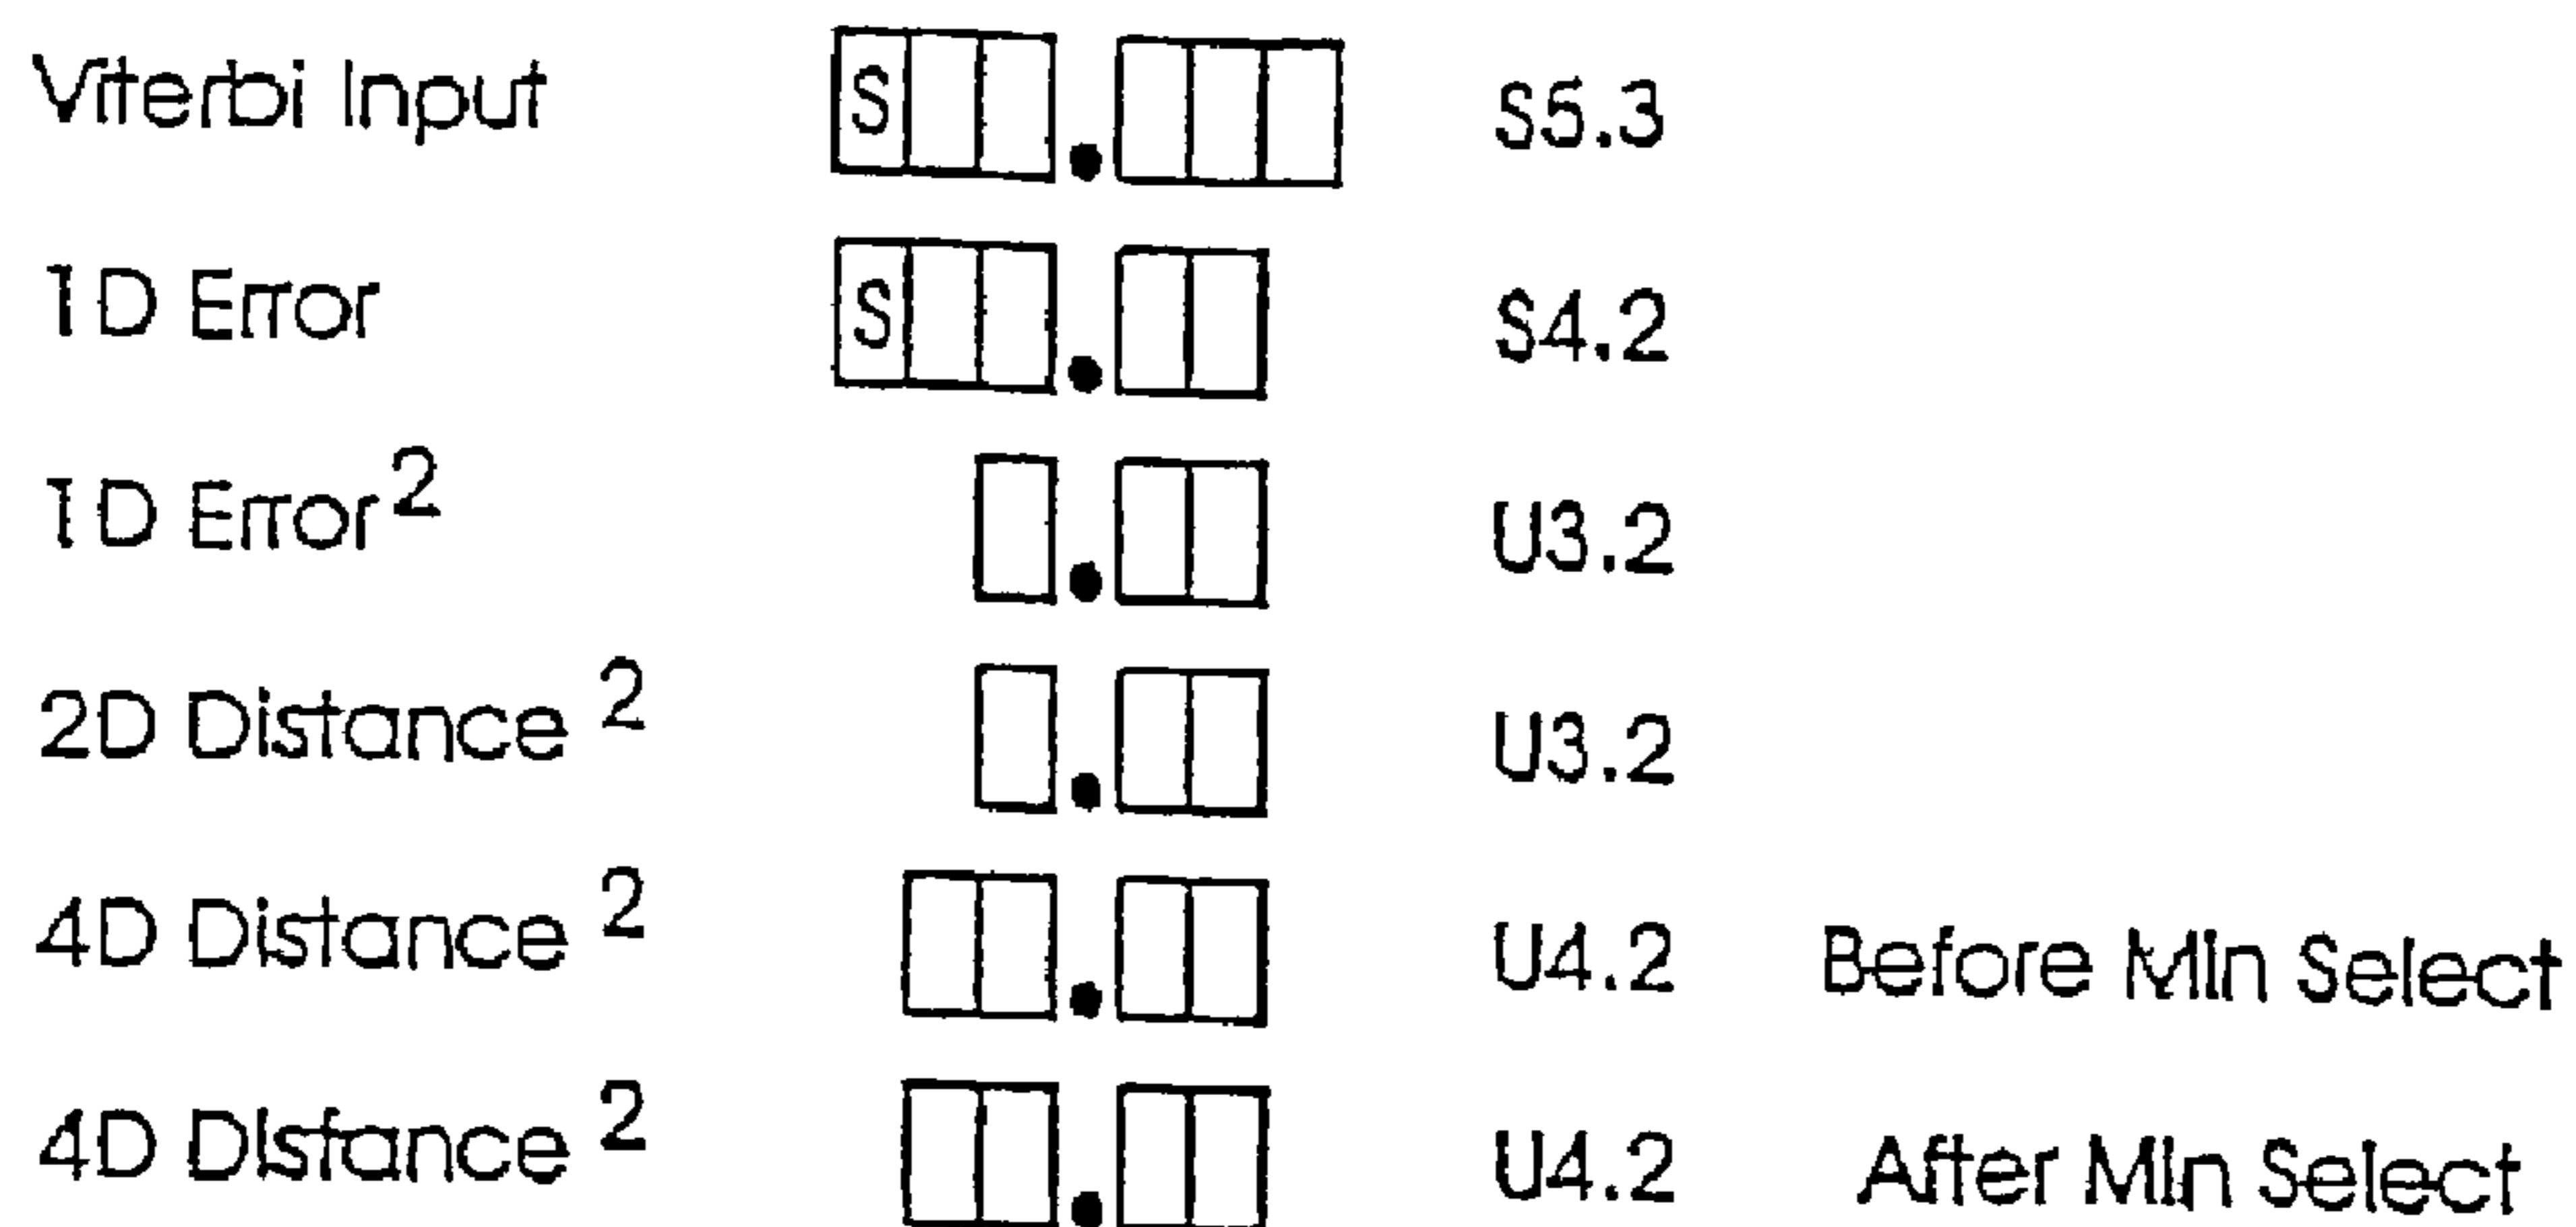 Viterbi Input S . S5.3
1D Error S . S4.2
1D Error² . U3.2
2D Distance² . U3.2
4D Distance² . U4.2 Before Min Select
4D Distance² . U4.2 After Min Select